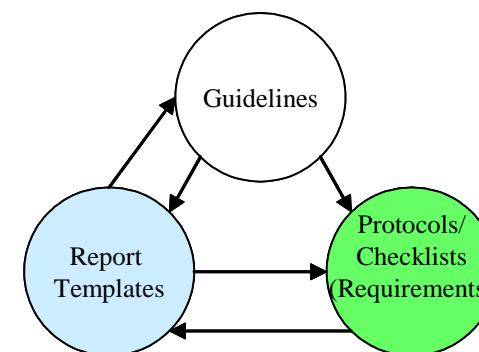 Guidelines
Report
Templates
Protocols/
Checklists
(Requirements